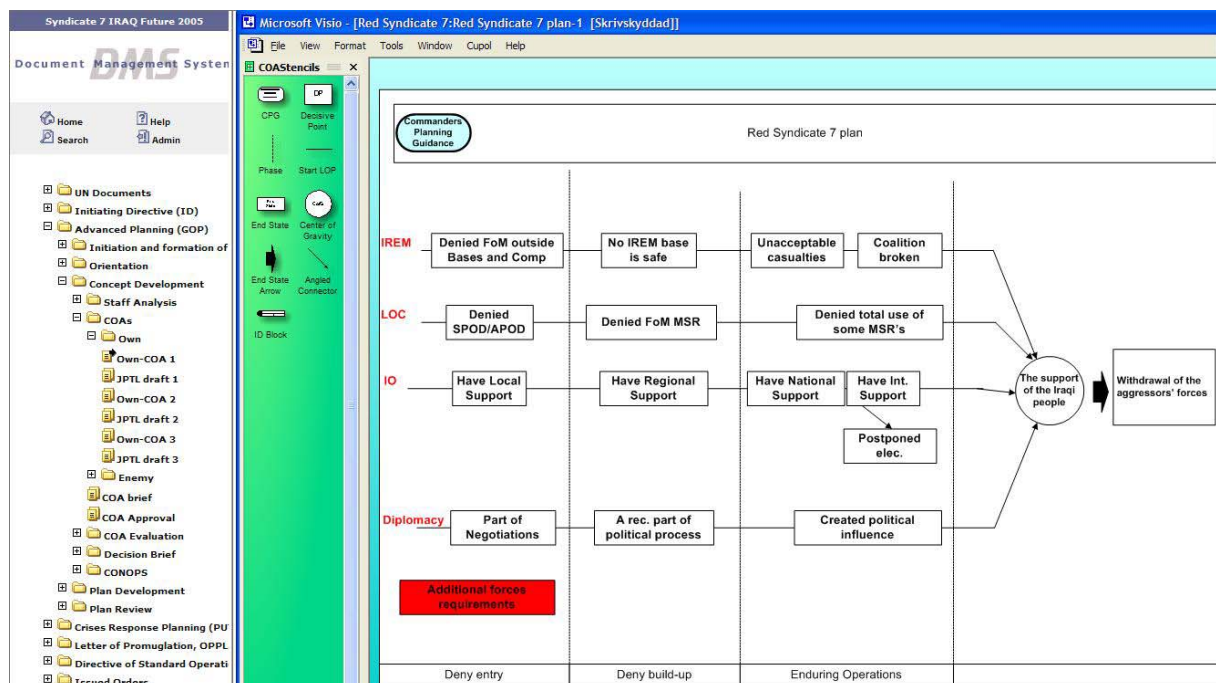 Syndicate 7 IRAQ Future 2005
DMS
Document Management System
Home
Help
Search
Admin
UN Documents
Initiating Directive (ID)
Advanced Planning (GOP)
Initiation and formation of
Orientation
Concept Development
Staff Analysis
COAs
Own
Own-COA 1
JPTL draft 1
Own-COA 2
JPTL draft 2
Own-COA 3
JPTL draft 3
Enemy
COA brief
COA Approval
COA Evaluation
Decision Brief
CONOPS
Plan Development
Plan Review
Crises Response Planning (PU
Letter of Promuglation, OPPL
Directive of Standard Operati
Issued Orders
Microsoft Visio - [Red Syndicate 7:Red Syndicate 7 plan-1 [Skrivskyddad]]
File View Format Tools Window Cupol Help
COAStencils
CPG
DP
Decisive
Point
Phase
Start LOP
End State
CoG
Center of
Gravity
End State
Arrow
Angled
Connector
ID Block
Commanders
Planning
Guidance
Red Syndicate 7 plan
IREM
Denied FoM outside
Bases and Comp
No IREM base
is safe
Unacceptable
casualties
Coalition
broken
LOC
Denied
SPOD/APOD
Denied FoM MSR
Denied total use of
some MSR's
IO
Have Local
Support
Have Regional
Support
Have National
Support
Have Int.
Support
Postponed
elec.
The support
of the Iraqi
people
Withdrawal of the
aggressors' forces
Diplomacy
Part of
Negotiations
A rec. part of
political process
Created political
influence
Additional forces
requirements
Deny entry
Deny build-up
Enduring Operations